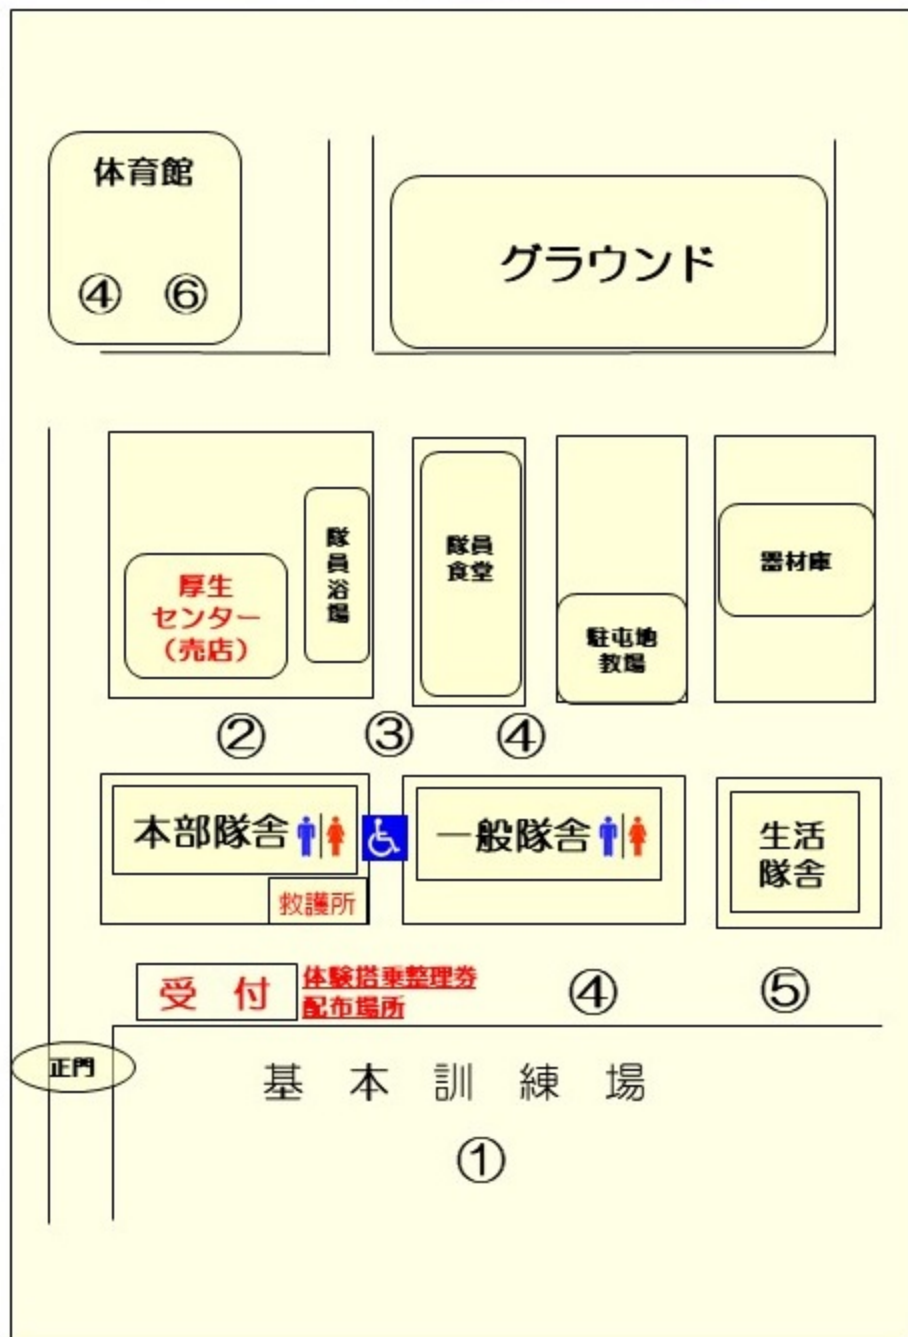 体育館
④ ⑥
グラウンド
厚生
センター
（売店）
隊員浴場
隊員
食堂
駐屯地
教場
器材庫
② ③ ④
本部隊舎
一般隊舎
生活
隊舎
救護所
受 付
体験搭乗整理券
配布場所
④ ⑤
正門
基 本 訓 練 場
①